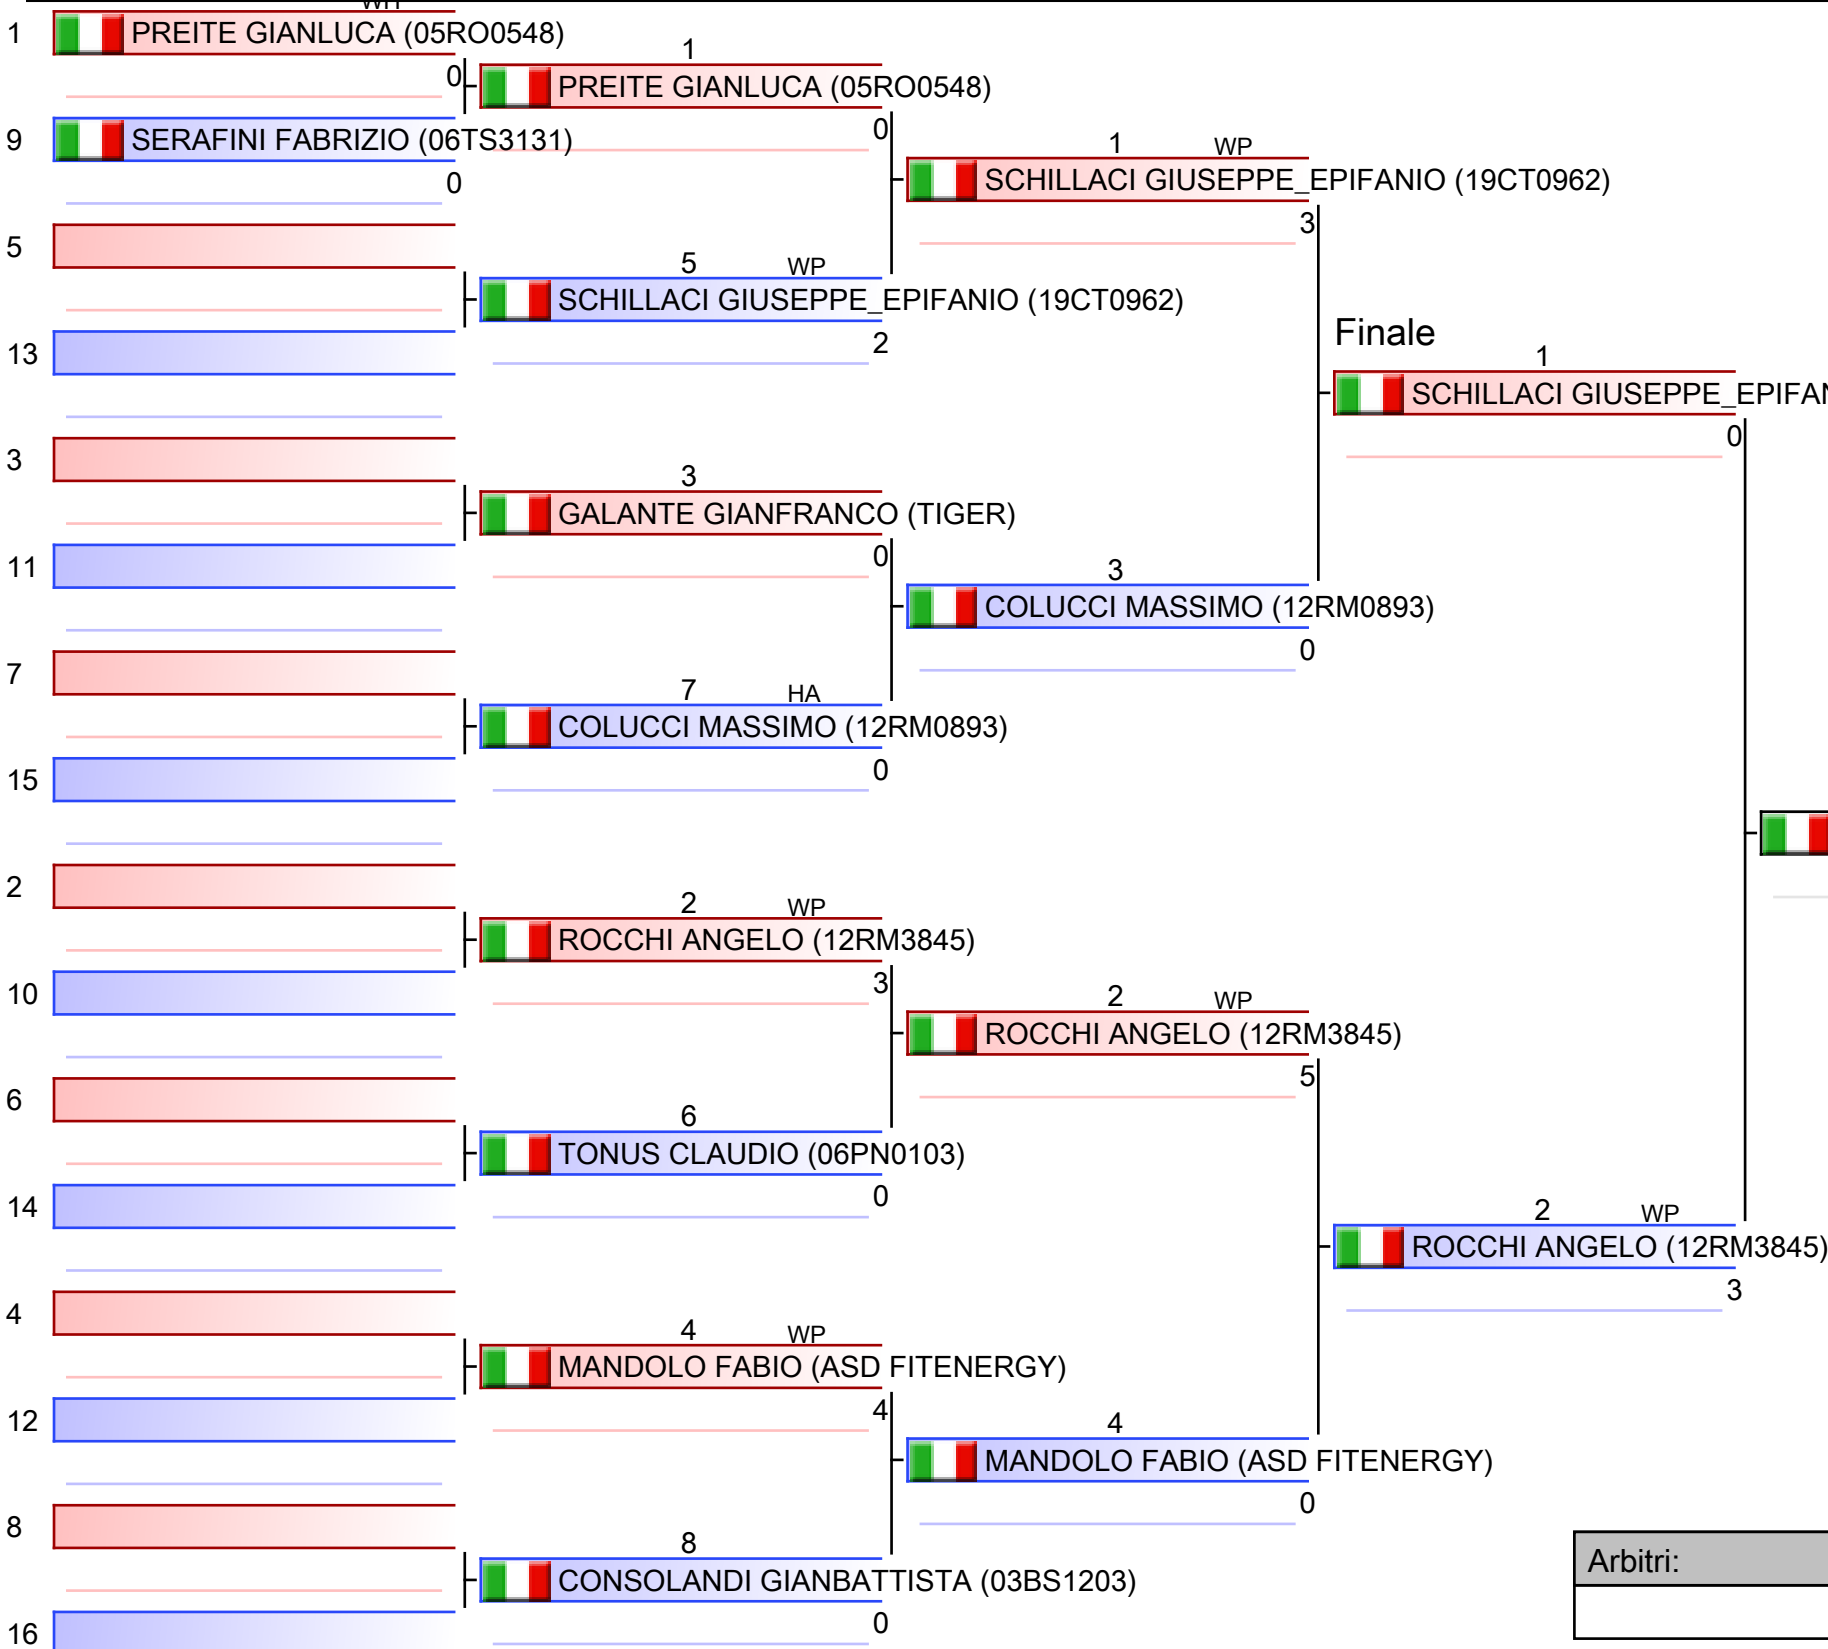 1
PREITE GIANLUCA (05RO0548)
0
9
SERAFINI FABRIZIO (06TS3131)
0
5
13
3
11
7
15
2
10
6
14
4
12
8
16
1
PREITE GIANLUCA (05RO0548)
0
5 WP
SCHILLACI GIUSEPPE_EPIFANIO (19CT0962)
2
3
GALANTE GIANFRANCO (TIGER)
0
7 HA
COLUCCI MASSIMO (12RM0893)
0
2 WP
ROCCHI ANGELO (12RM3845)
3
6
TONUS CLAUDIO (06PN0103)
0
4 WP
MANDOLO FABIO (ASD FITENERGY)
4
8
CONSOLANDI GIANBATTISTA (03BS1203)
0
1 WP
SCHILLACI GIUSEPPE_EPIFANIO (19CT0962)
3
3
COLUCCI MASSIMO (12RM0893)
0
2 WP
ROCCHI ANGELO (12RM3845)
5
4
MANDOLO FABIO (ASD FITENERGY)
0
Finale
1
SCHILLACI GIUSEPPE_EPIFAN
0
2 WP
ROCCHI ANGELO (12RM3845)
3
Arbitri: